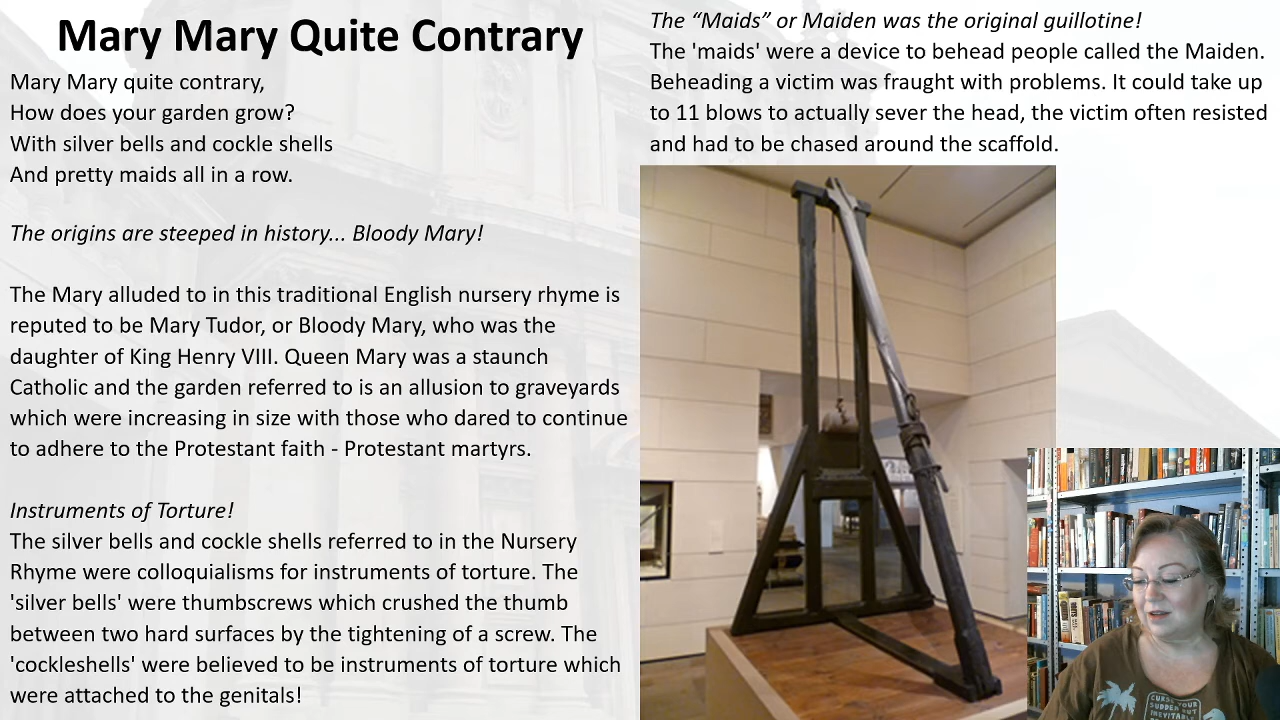 Mary Mary Quite Contrary
Mary Mary quite contrary,
How does your garden grow?
With silver bells and cockle shells
And pretty maids all in a row.
The origins are steeped in history... Bloody Mary!
The Mary alluded to in this traditional English nursery rhyme is
reputed to be Mary Tudor, or Bloody Mary, who was the
daughter of King Henry VIII. Queen Mary was a staunch
Catholic and the garden referred to is an allusion to graveyards
which were increasing in size with those who dared to continue
to adhere to the Protestant faith - Protestant martyrs.
Instruments of Torture!
The silver bells and cockle shells referred to in the Nursery
Rhyme were colloquialisms for instruments of torture. The
'silver bells' were thumbscrews which crushed the thumb
between two hard surfaces by the tightening of a screw. The
'cockleshells' were believed to be instruments of torture which
were attached to the genitals!
The “Maids” or Maiden was the original guillotine!
The 'maids' were a device to behead people called the Maiden.
Beheading a victim was fraught with problems. It could take up
to 11 blows to actually sever the head, the victim often resisted
and had to be chased around the scaffold.
CURSE YOUR
SUDDEN BUT
INEVITABLE